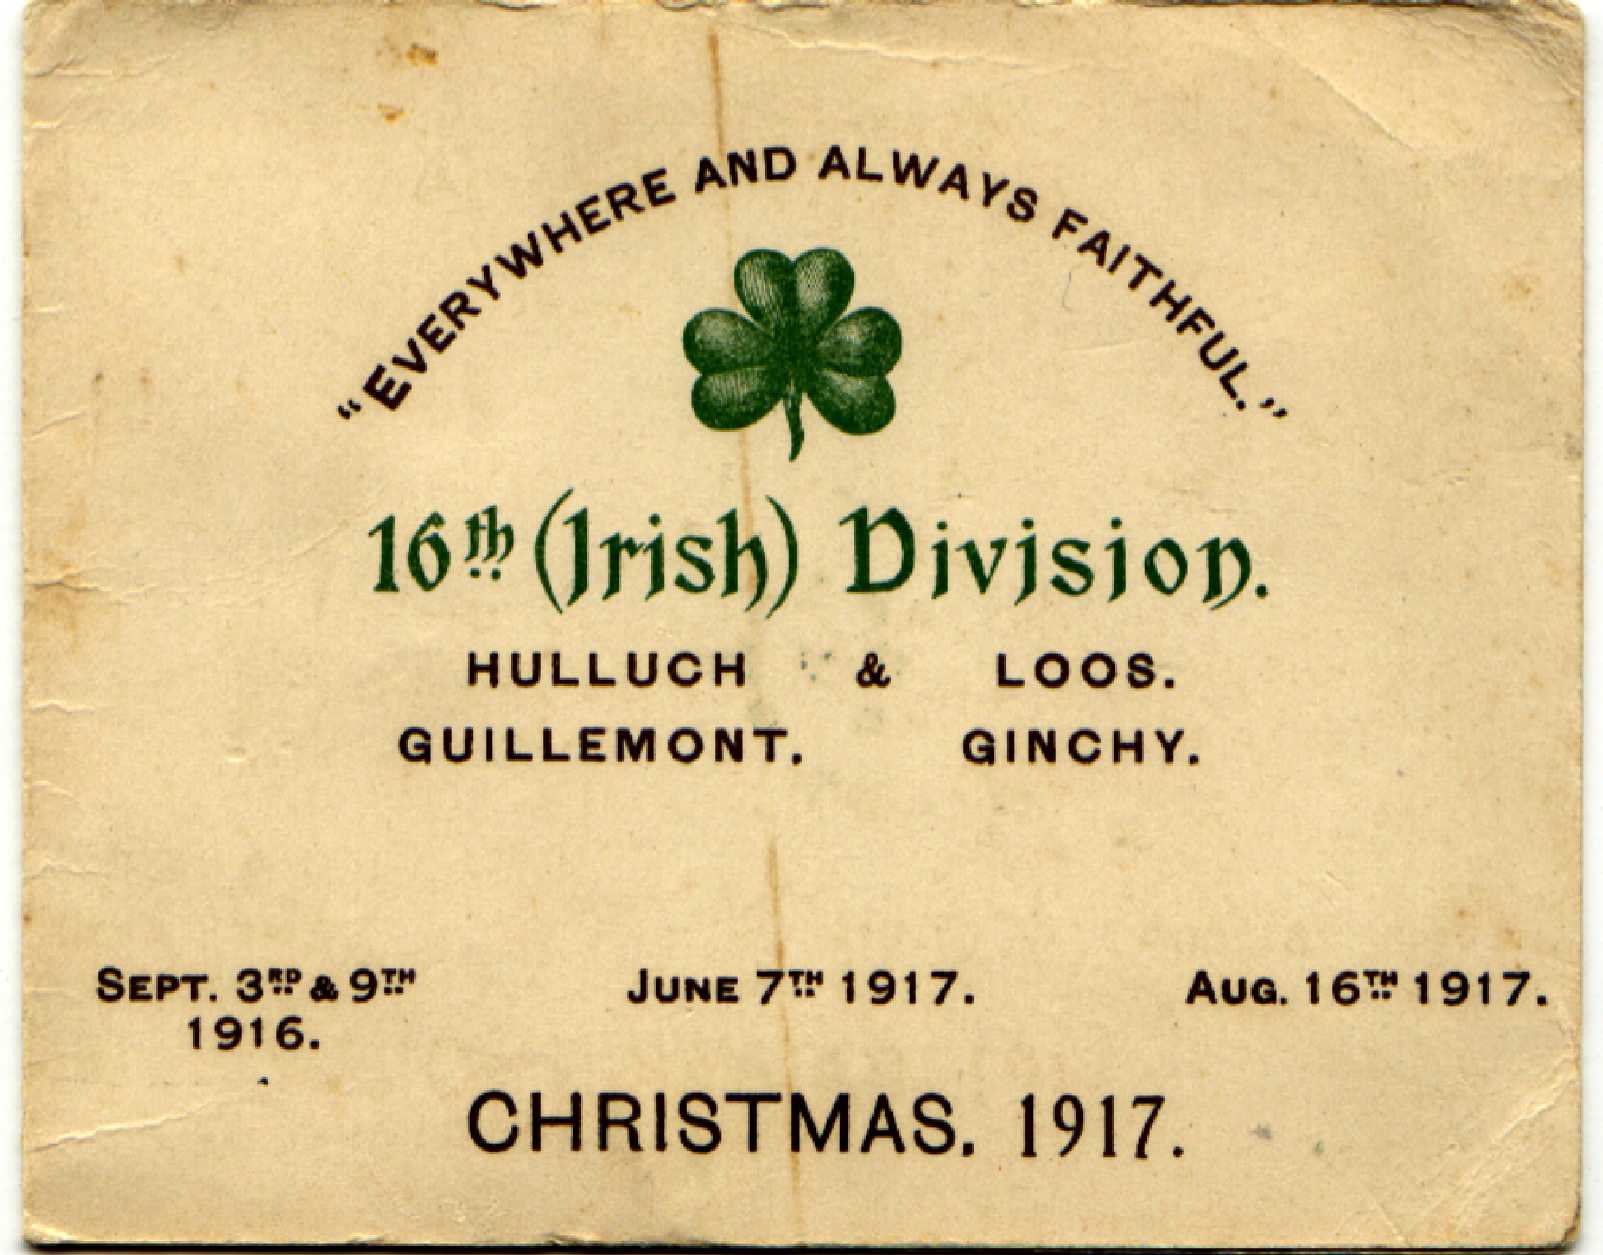 "EVERYWHERE AND ALWAYS FAITHFUL."
16th (Irish) Division.
HULLUCH & LOOS.
GUILLEMONT. GINCHY.
SEPT. 3RD & 9TH JUNE 7TH 1917. AUG. 16TH 1917.
1916.
CHRISTMAS. 1917.